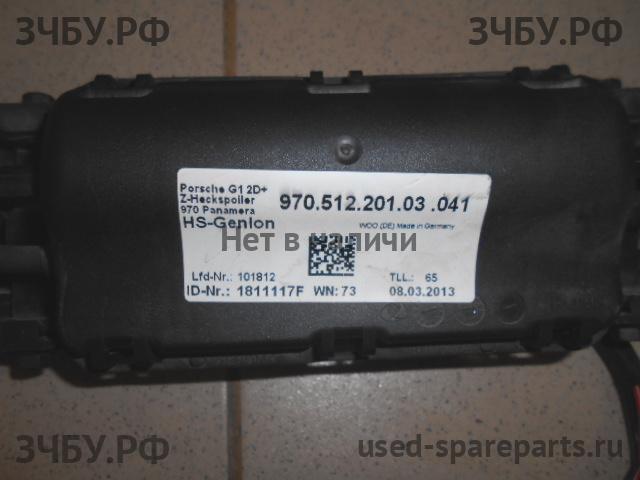 ЗЧБУ.РФ
ЗЧБУ.РФ
Porsche G1 2D+
Z-Heckspoiler
970 Panamera
970.512.201.03 .041
HS-Genion
WOO (DE) Made in Germany
Нет в наличи
Lfd-Nr.: 101812
TLL.: 65
ID-Nr.: 1811117F WN: 73
08.03.2013
ЗЧБУ.РФ
used-spareparts.ru